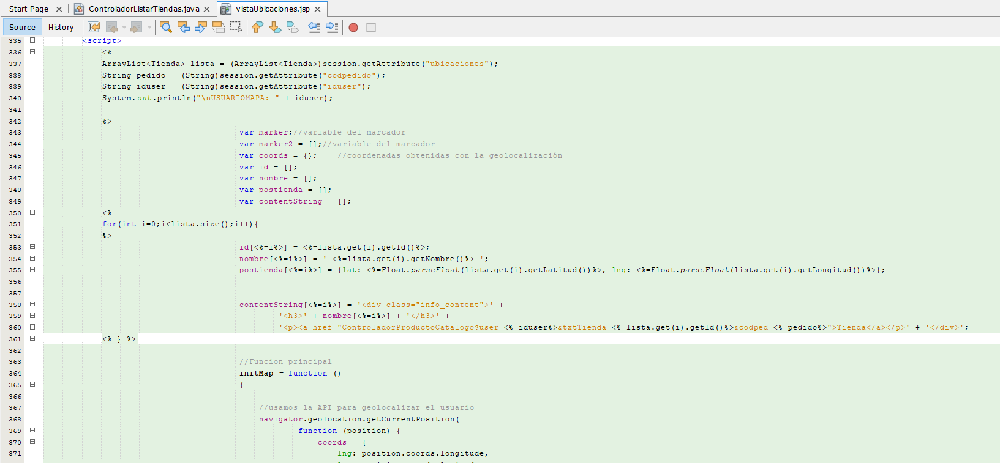 Start Page ControladorListarTiendas.java vistaUbicaciones.jsp
Source History
335 <script>
336 <%
337 ArrayList<Tienda> lista = (ArrayList<Tienda>)session.getAttribute("ubicaciones");
338 String pedido = (String)session.getAttribute("codpedido");
339 String iduser = (String)session.getAttribute("iduser");
340 System.out.println("\nUSUARIOMAPA: " + iduser);
341
342 %>
343 var marker;//variable del marcador
344 var marker2 = [];//variable del marcador
345 var coords = {}; //coordenadas obtenidas con la geolocalización
346 var id = [];
347 var nombre = [];
348 var postienda = [];
349 var contentString = [];
350 <%
351 for(int i=0;i<lista.size();i++){
352 %>
353 id[<%=i%>] = <%=lista.get(i).getId()%>;
354 nombre[<%=i%>] = ' <%=lista.get(i).getNombre()%> ';
355 postienda[<%=i%>] = {lat: <%=Float.parseFloat(lista.get(i).getLatitud())%>, lng: <%=Float.parseFloat(lista.get(i).getLongitud())%>};
356
357
358 contentString[<%=i%>] = '<div class="info_content">' +
359 '<h3>' + nombre[<%=i%>] + '</h3>' +
360 '<p><a href="ControladorProductoCatalogo?user=<%=iduser%>&txtTienda=<%=lista.get(i).getId()%>&codped=<%=pedido%>">Tienda</a></p>' + '</div>';
361 <% } %>
362
363 //Funcion principal
364 initMap = function ()
365 {
366
367 //usamos la API para geolocalizar el usuario
368 navigator.geolocation.getCurrentPosition(
369 function (position) {
370 coords = {
371 lng: position.coords.longitude,